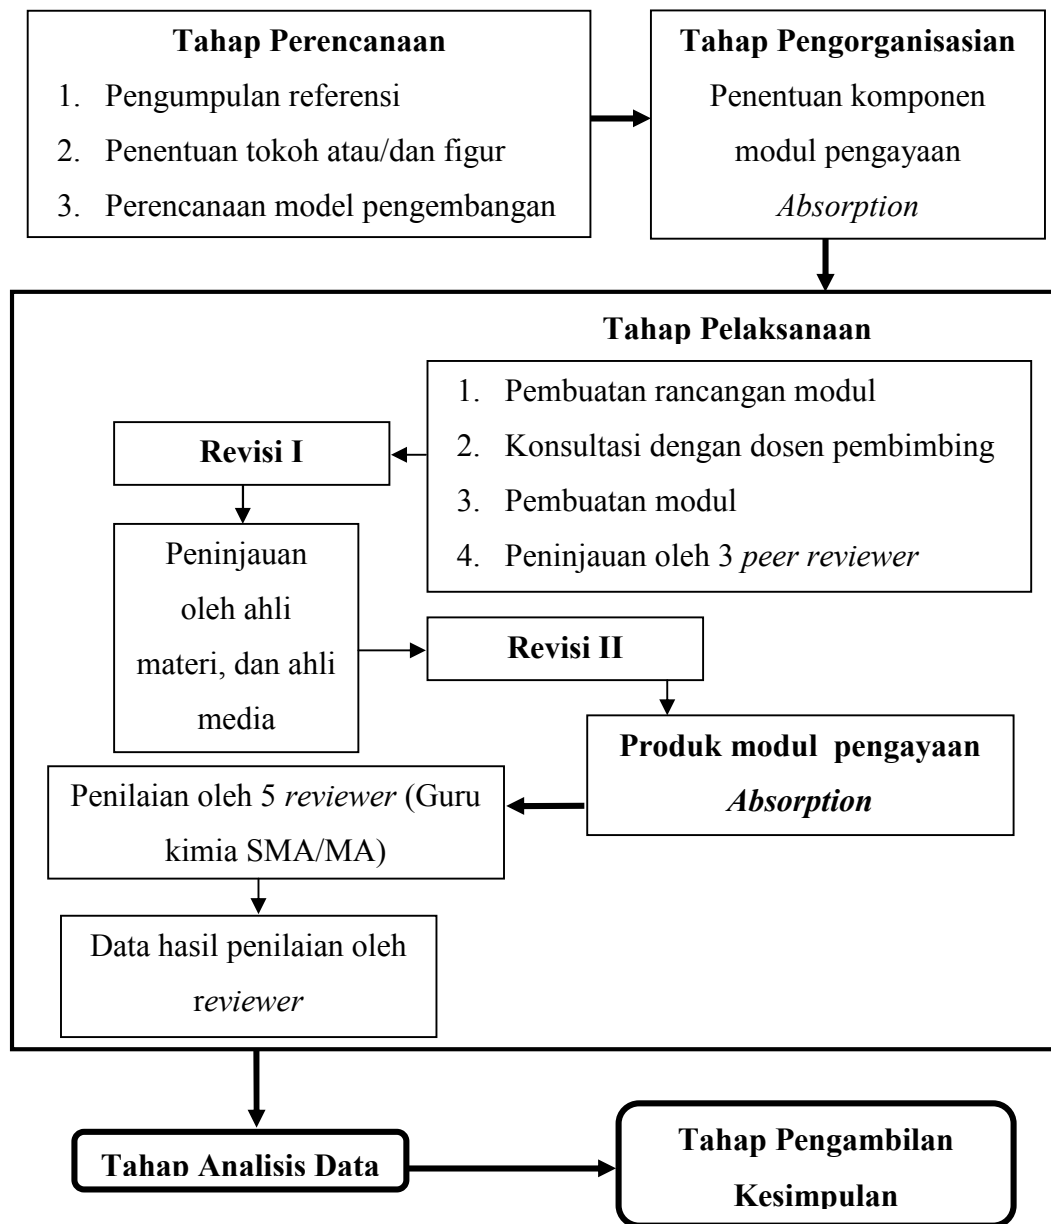 Tahap Perencanaan
1. Pengumpulan referensi
2. Penentuan tokoh atau/dan figur
3. Perencanaan model pengembangan
Tahap Pengorganisasian
Penentuan komponen
modul pengayaan
Absorption
Tahap Pelaksanaan
1. Pembuatan rancangan modul
2. Konsultasi dengan dosen pembimbing
3. Pembuatan modul
4. Peninjauan oleh 3 peer reviewer
Revisi I
Peninjauan
oleh ahli
materi, dan ahli
media
Revisi II
Produk modul pengayaan
Absorption
Penilaian oleh 5 reviewer (Guru
kimia SMA/MA)
Data hasil penilaian oleh
reviewer
Tahap Analisis Data
Tahap Pengambilan
Kesimpulan